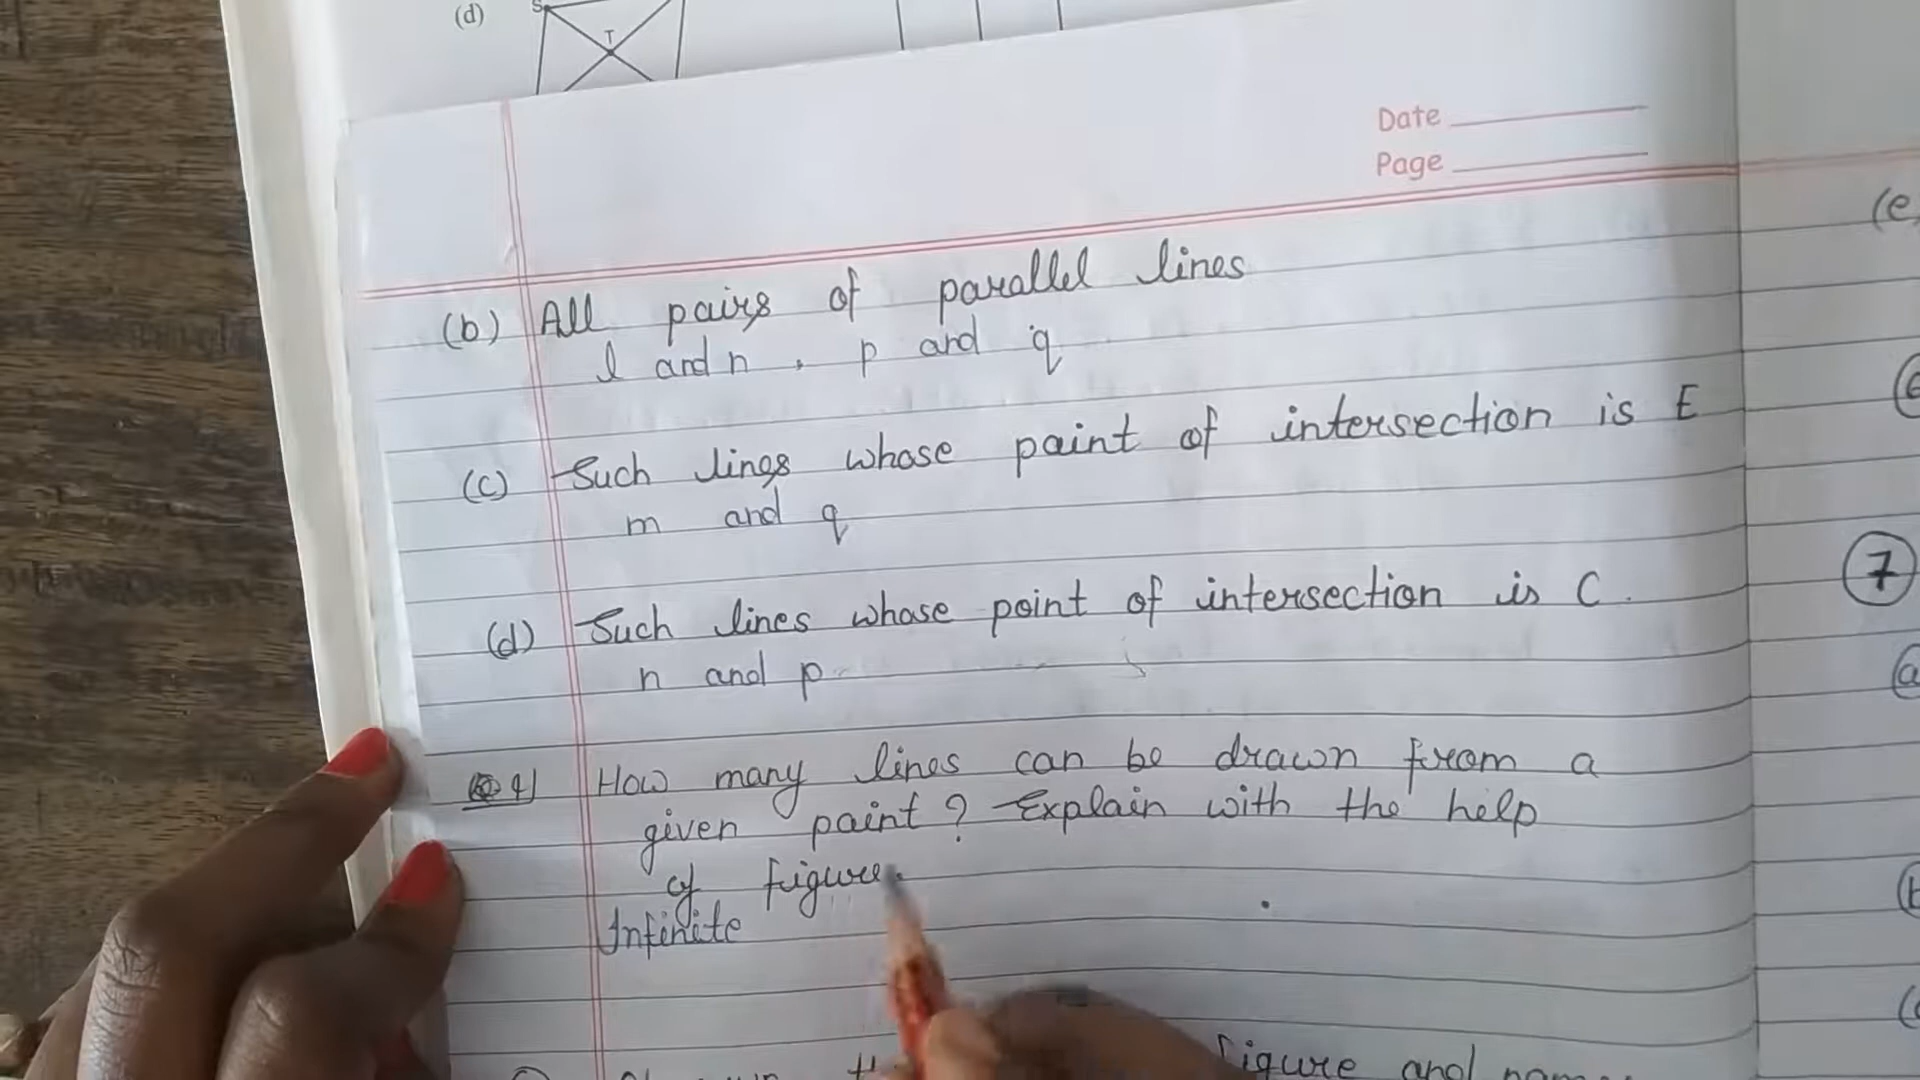 (d)
S
T
Date
Page
(b) All pairs of parallel lines
l and n , p and q
(c) Such lines whose paint of intersection is E
m and q
(d) Such lines whose point of intersection is C.
n and p
Q4 How many lines can be drawn from a
given paint? Explain with the help
of figure.
Infinite
figure and
(e
7